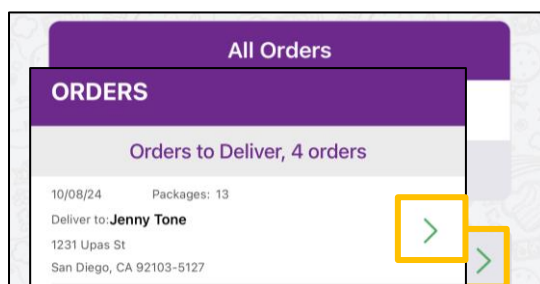 All Orders
ORDERS
Orders to Deliver, 4 orders
10/08/24 Packages: 13
Deliver to:Jenny Tone
1231 Upas St
San Diego, CA 92103-5127